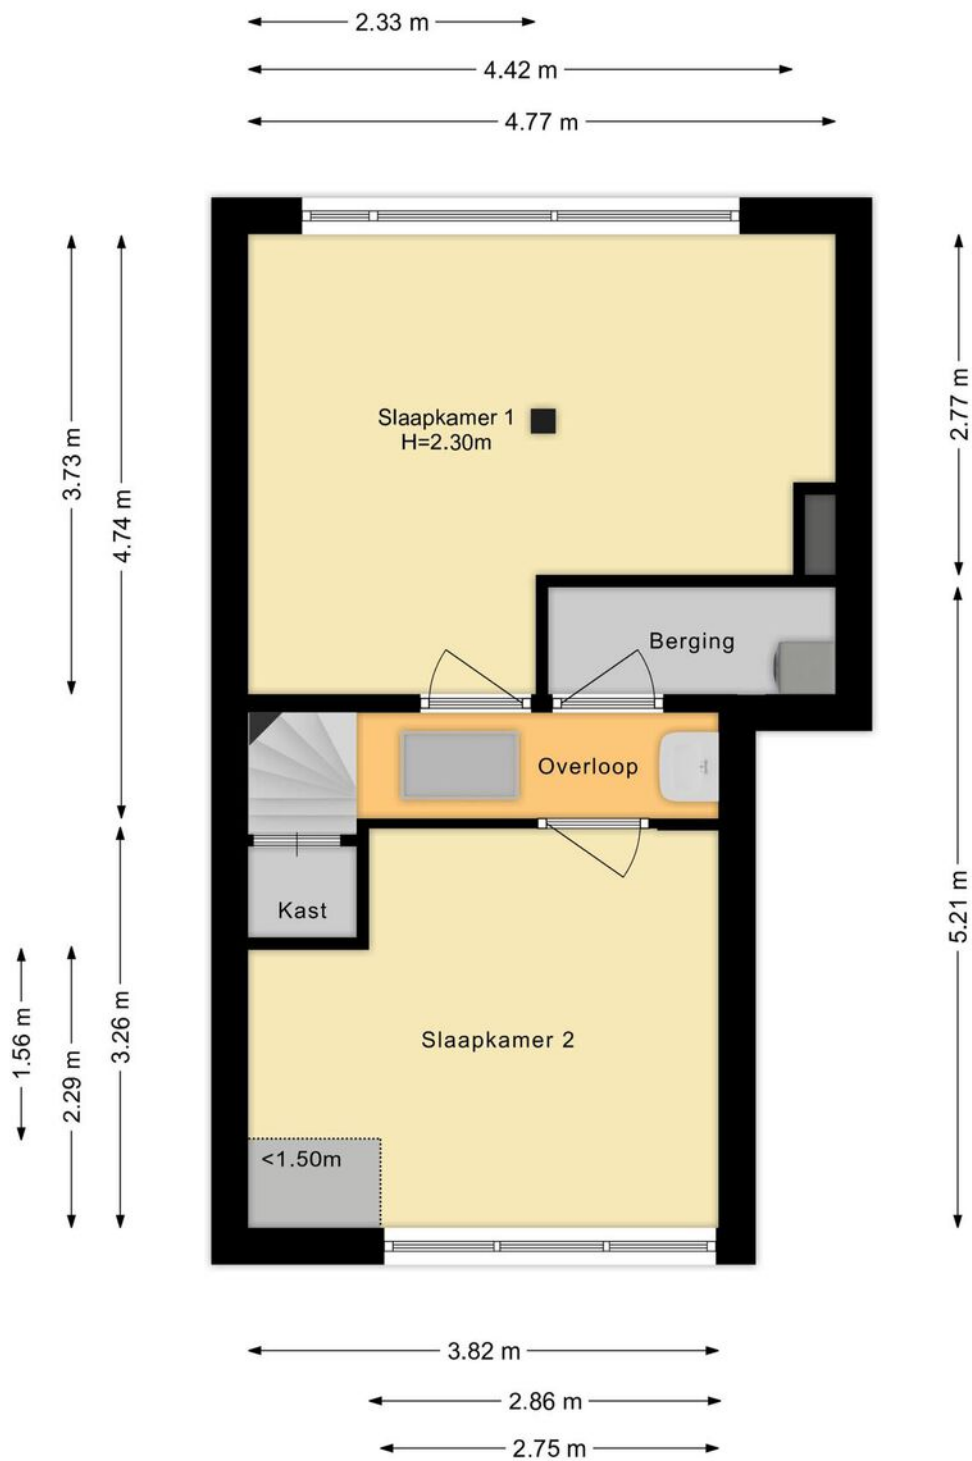 2.33 m
4.42 m
4.77 m
3.73 m
4.74 m
2.77 m
Slaapkamer 1
H=2.30m
Berging
Overloop
Kast
5.21 m
1.56 m
2.29 m
3.26 m
Slaapkamer 2
<1.50m
3.82 m
2.86 m
2.75 m